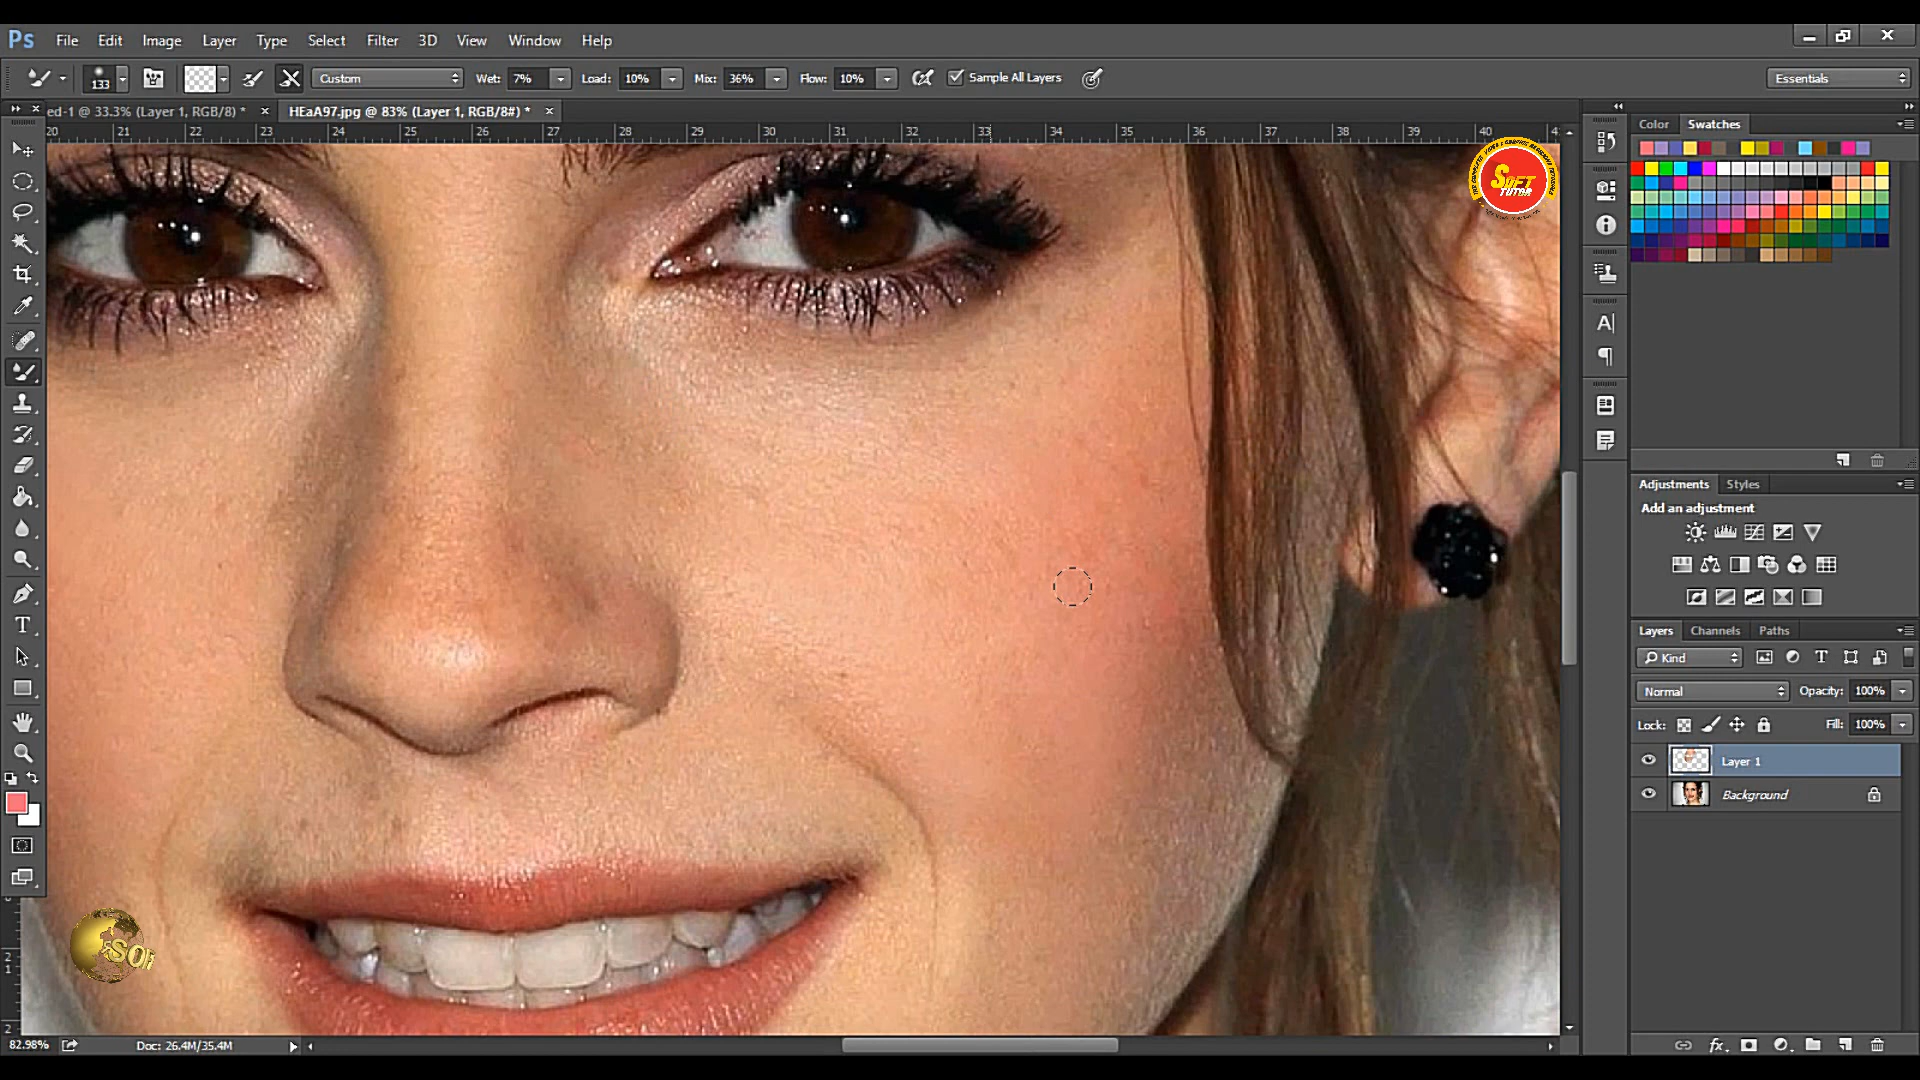 Ps File Edit Image Layer Type Select Filter 3D View Window Help
133 Custom Wet: 7% Load: 10% Mix: 36% Flow: 10% Sample All Layers Essentials
ed-1 @ 33.3% (Layer 1, RGB/8) * HEaA97.jpg @ 83% (Layer 1, RGB/8#) *
20 21 22 23 24 25 26 27 28 29 30 31 32 33 34 35 36 37 38 39 40
Color Swatches
SOFT
TUTOR
Adjustments Styles
Add an adjustment
Layers Channels Paths
Kind
Normal Opacity: 100%
Lock: Fill: 100%
Layer 1
Background
SOF
82.98% Doc: 26.4M/35.4M